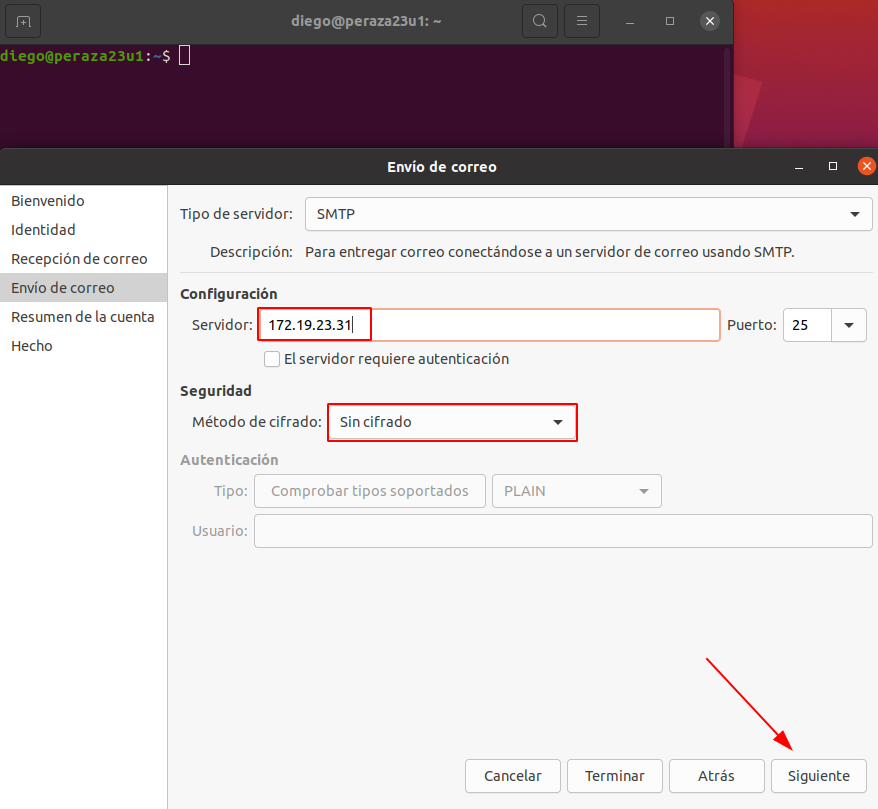 diego@peraza23u1: ~
diego@peraza23u1:~$
Envío de correo
Bienvenido
Identidad
Recepción de correo
Envío de correo
Resumen de la cuenta
Hecho
Tipo de servidor: SMTP
Descripción: Para entregar correo conectándose a un servidor de correo usando SMTP.
Configuración
Servidor: 172.19.23.31 Puerto: 25
El servidor requiere autenticación
Seguridad
Método de cifrado: Sin cifrado
Autenticación
Tipo: Comprobar tipos soportados PLAIN
Usuario:
Cancelar Terminar Atrás Siguiente